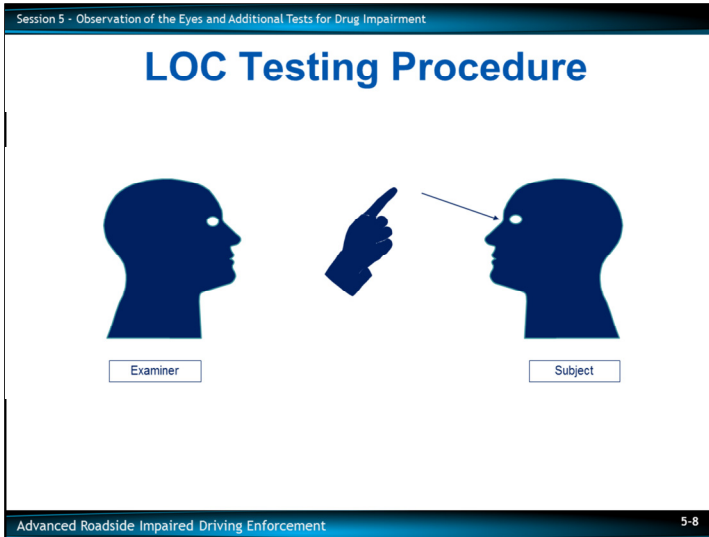 Session 5 - Observation of the Eyes and Additional Tests for Drug Impairment
LOC Testing Procedure
Examiner
Subject
Advanced Roadside Impaired Driving Enforcement
5-8